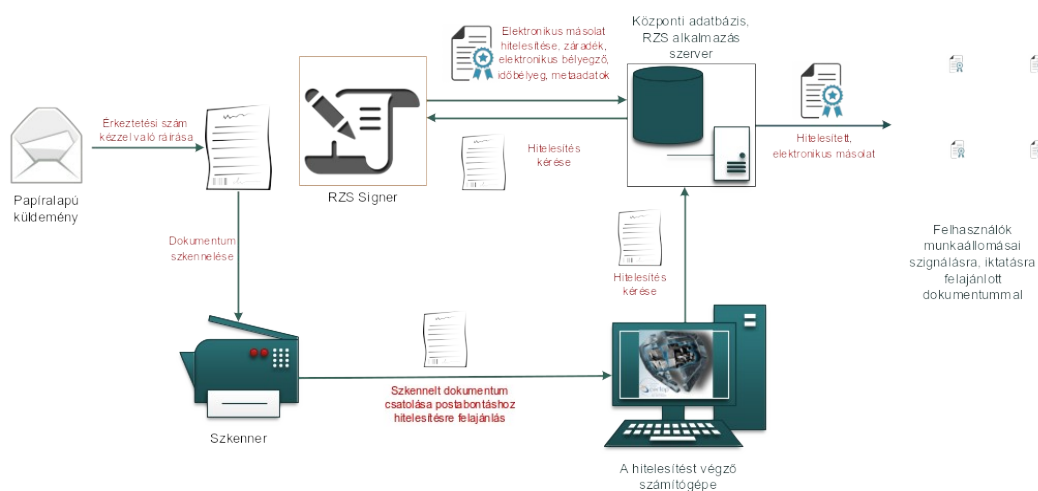 Központi adatbázis,
RZS alkalmazás
szerver
Elektronikus másolat
hitelesítése, záradék,
elektronikus bélyegző,
időbélyeg, metaadatok
Érkeztetési szám
kézzel való ráírása
Hitelesítés
kérése
Hitelesített,
elektronikus másolat
Papíralapú
küldemény
RZS Signer
Dokumentum
szkennelése
Hitelesítés
kérése
Felhasználók
munkaállomásai
szignálásra, iktatásra
felajánlott
dokumentummal
Szkennelt dokumentum
csatolása postabontáshoz
hitelesítésre felajánlás
Szkenner
A hitelesítést végző
számítógépe